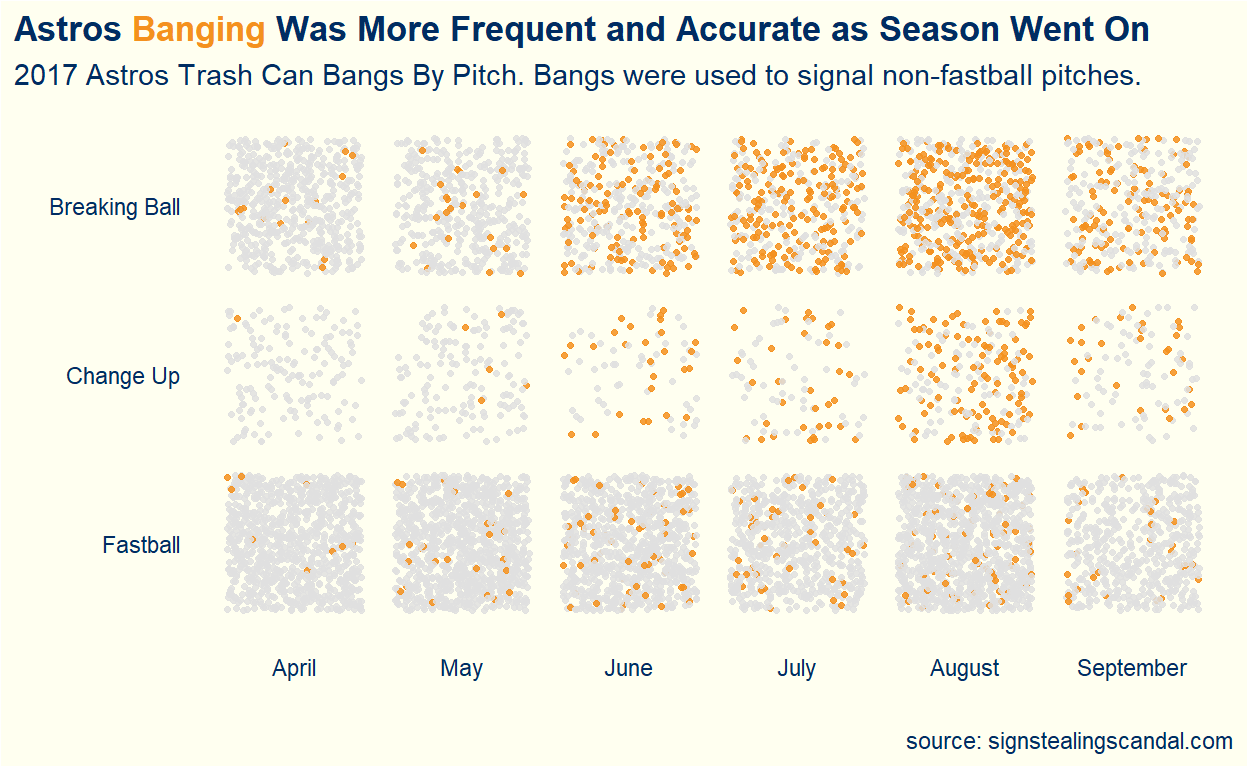 Astros Banging Was More Frequent and Accurate as Season Went On
2017 Astros Trash Can Bangs By Pitch. Bangs were used to signal non-fastball pitches.
Breaking Ball
Change Up
Fastball
April May June July August September
source: signstealingscandal.com